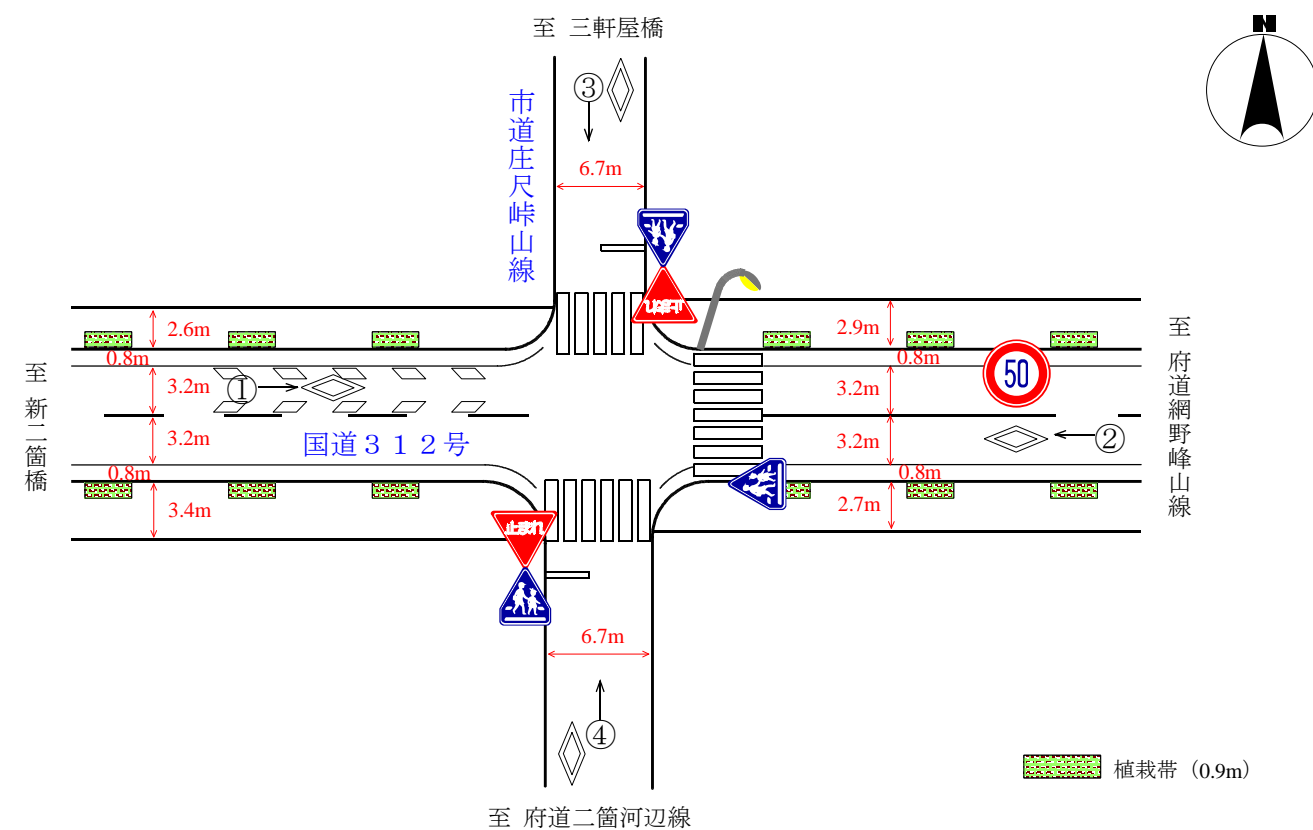 至 三軒屋橋
N
③
市道庄尺峠山線
6.7m
止まれ
2.6m
2.9m
0.8m
0.8m
50
至 府道網野峰山線
至 新二箇橋
①
3.2m
3.2m
3.2m
国道312号
3.2m
②
0.8m
0.8m
3.4m
2.7m
止まれ
6.7m
④
植栽帯 (0.9m)
至 府道二箇河辺線